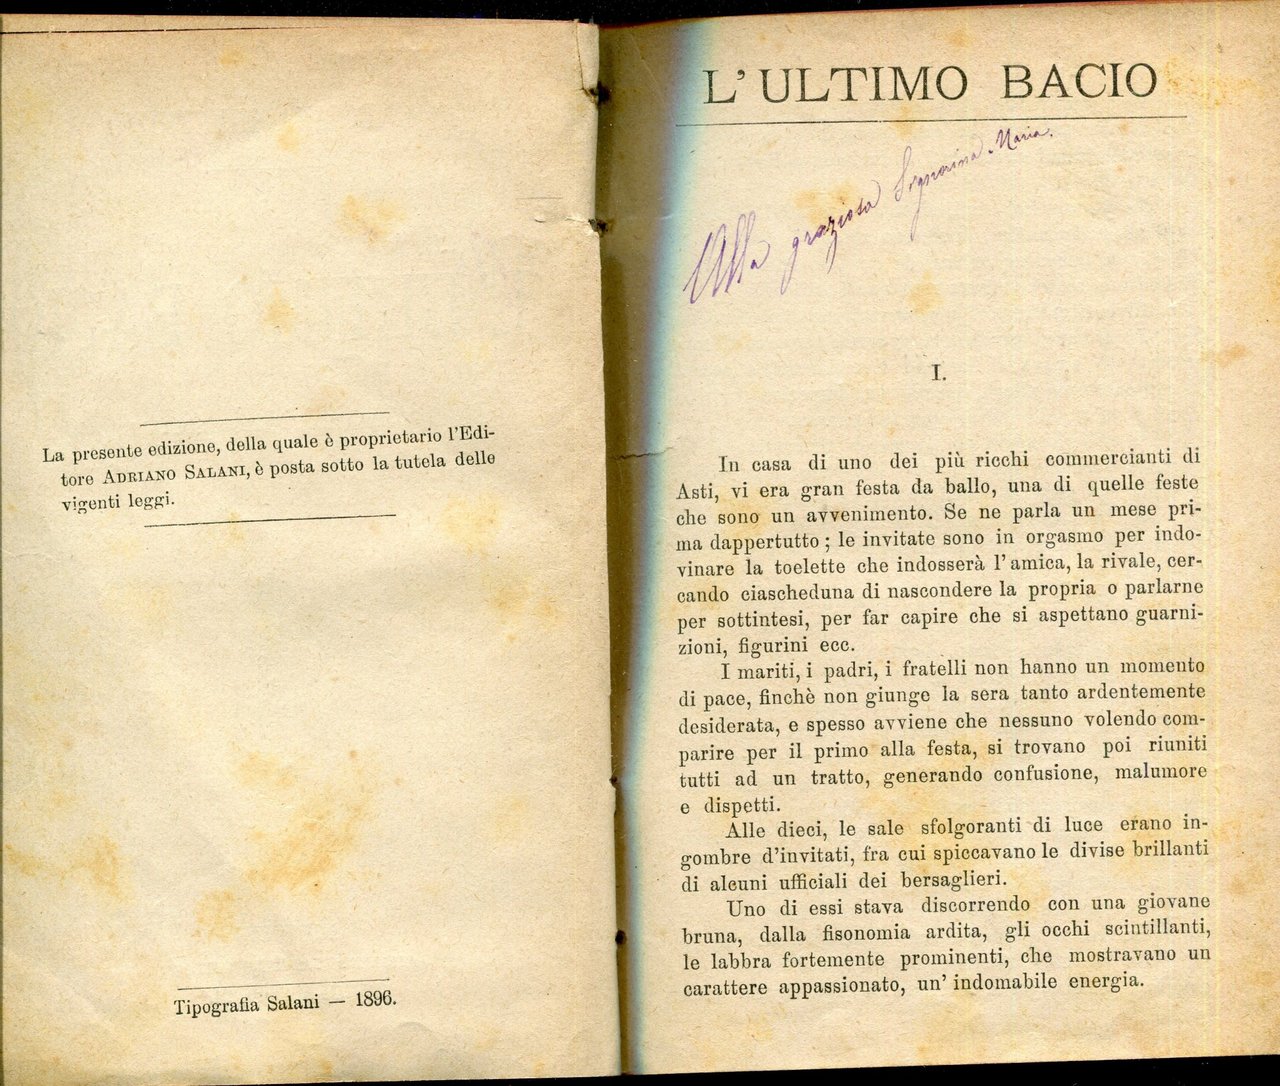 La presente edizione, della quale è proprietario l'Edi-
tore ADRIANO SALANI, è posta sotto la tutela delle
vigenti leggi.
Tipografia Salani — 1896.
L'ULTIMO BACIO
Alla graziosa Signorina Maria.
I.
In casa di uno dei più ricchi commercianti di
Asti, vi era gran festa da ballo, una di quelle feste
che sono un avvenimento. Se ne parla un mese pri-
ma dappertutto; le invitate sono in orgasmo per indo-
vinare la toelette che indosserà l'amica, la rivale, cer-
cando ciascheduna di nascondere la propria o parlarne
per sottintesi, per far capire che si aspettano guarni-
zioni, figurini ecc.
I mariti, i padri, i fratelli non hanno un momento
di pace, finchè non giunge la sera tanto ardentemente
desiderata, e spesso avviene che nessuno volendo com-
parire per il primo alla festa, si trovano poi riuniti
tutti ad un tratto, generando confusione, malumore
e dispetti.
Alle dieci, le sale sfolgoranti di luce erano in-
gombre d'invitati, fra cui spiccavano le divise brillanti
di alcuni ufficiali dei bersaglieri.
Uno di essi stava discorrendo con una giovane
bruna, dalla fisonomia ardita, gli occhi scintillanti,
le labbra fortemente prominenti, che mostravano un
carattere appassionato, un' indomabile energia.